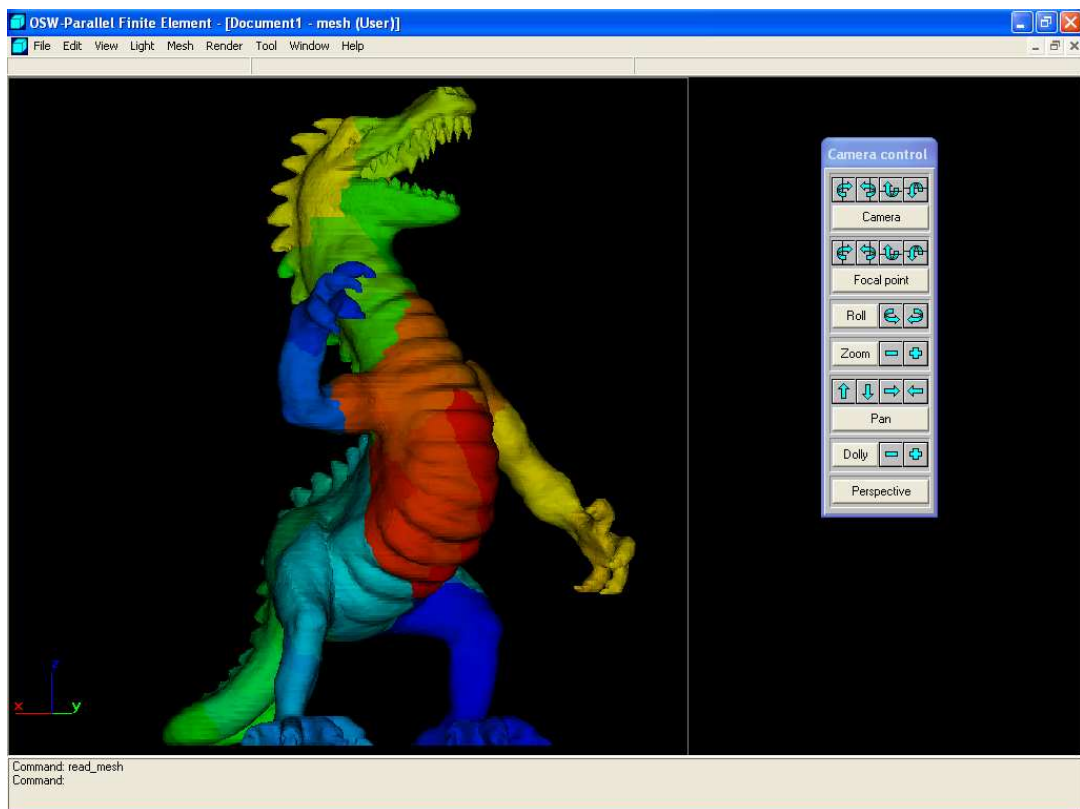 OSW-Parallel Finite Element - [Document1 - mesh (User)]
File Edit View Light Mesh Render Tool Window Help
Camera control
Camera
Focal point
Roll
Zoom
Pan
Dolly
Perspective
z
x y
Command: read_mesh
Command: